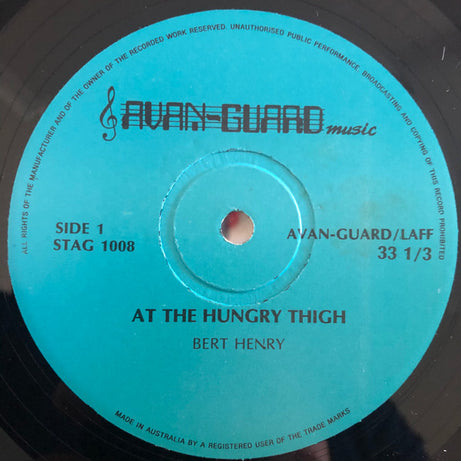 ALL RIGHTS OF THE MANUFACTURER AND OF THE OWNER OF THE RECORDED WORK RESERVED. UNAUTHORISED PUBLIC PERFORMANCE, BROADCASTING AND COPYING OF THIS RECORD PROHIBITED
AVAN-GUARD music
SIDE 1
STAG 1008
AVAN-GUARD/LAFF
33 1/3
AT THE HUNGRY THIGH
BERT HENRY
MADE IN AUSTRALIA BY A REGISTERED USER OF THE TRADE MARKS